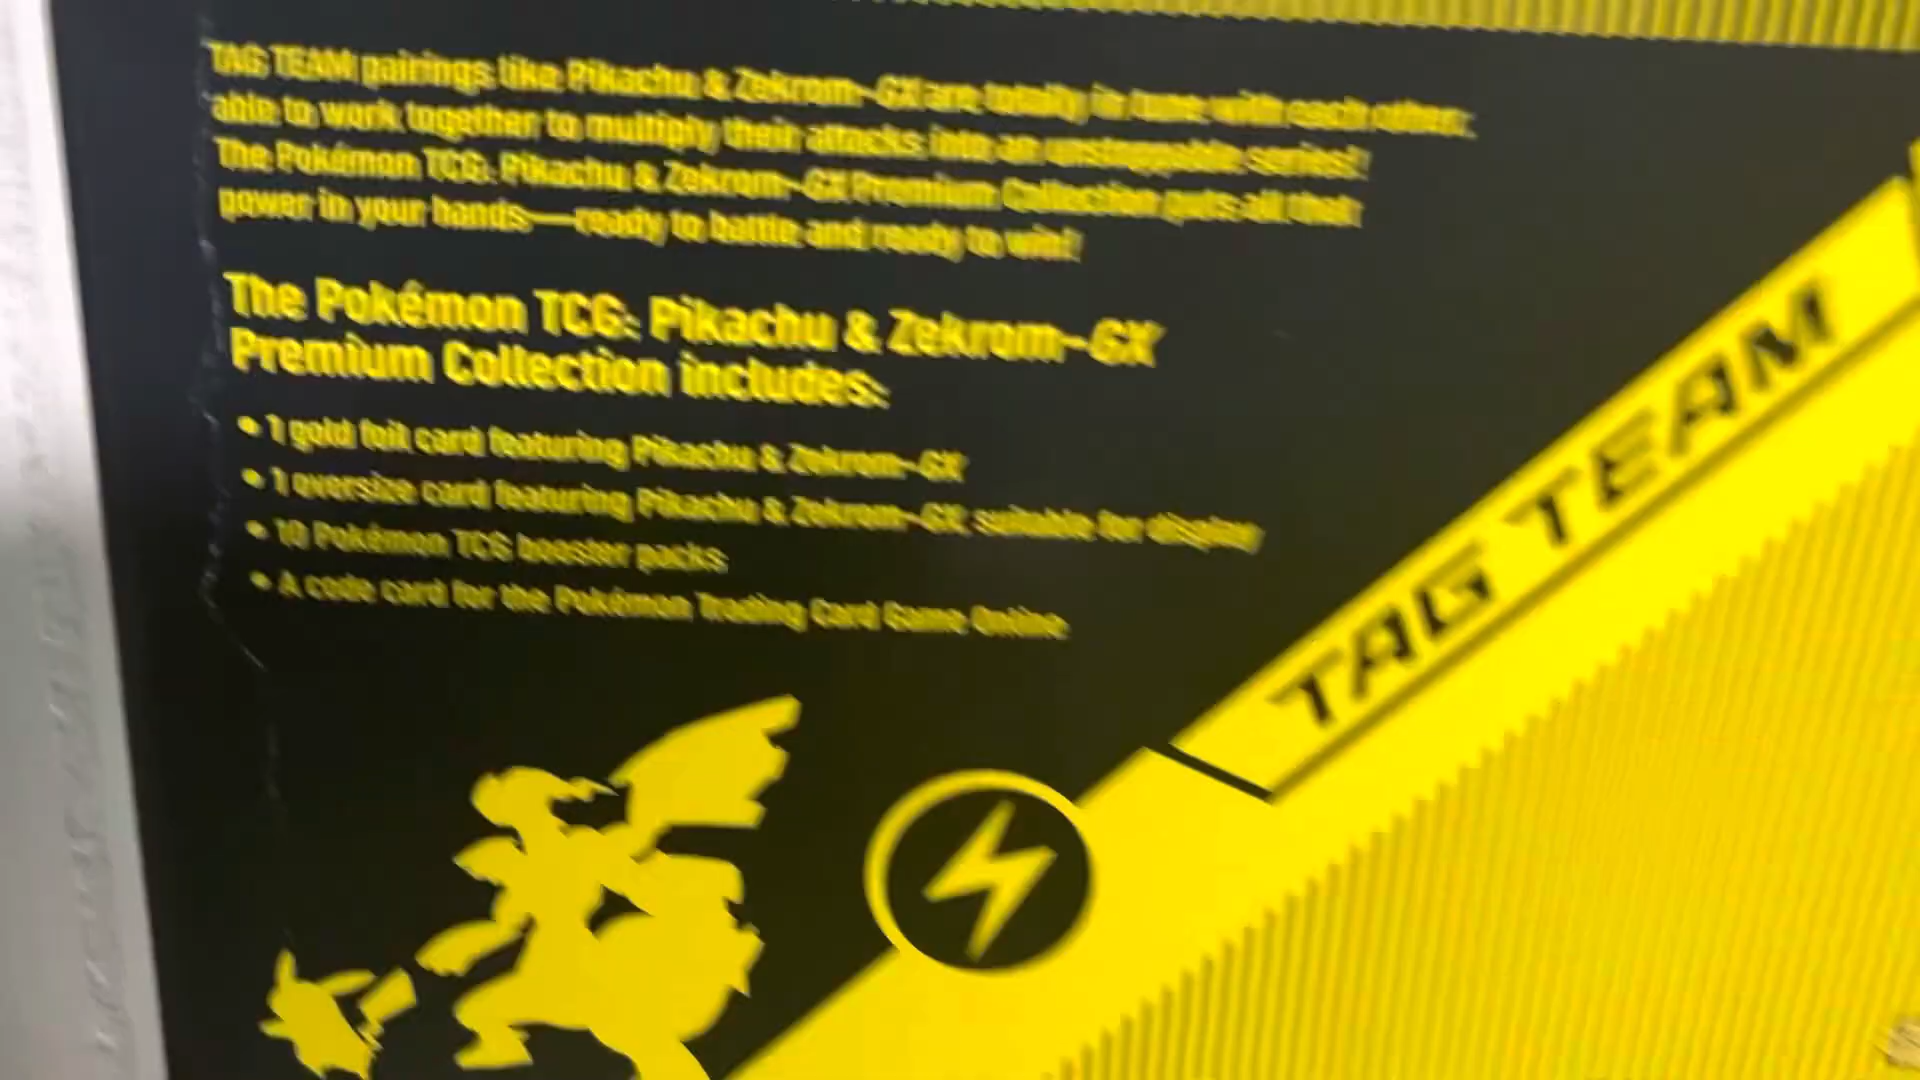 TAG TEAM pairings like Pikachu & Zekrom-GX are totally in tune with each other,
able to work together to multiply their attacks into an unstoppable series!
The Pokémon TCG: Pikachu & Zekrom-GX Premium Collection puts all that
power in your hands—ready to battle and ready to win!
The Pokémon TCG: Pikachu & Zekrom-GX
Premium Collection includes:
• 1 gold foil card featuring Pikachu & Zekrom-GX
• 1 oversize card featuring Pikachu & Zekrom-GX, suitable for display
• 10 Pokémon TCG booster packs
• A code card for the Pokémon Trading Card Game Online
TAG TEAM